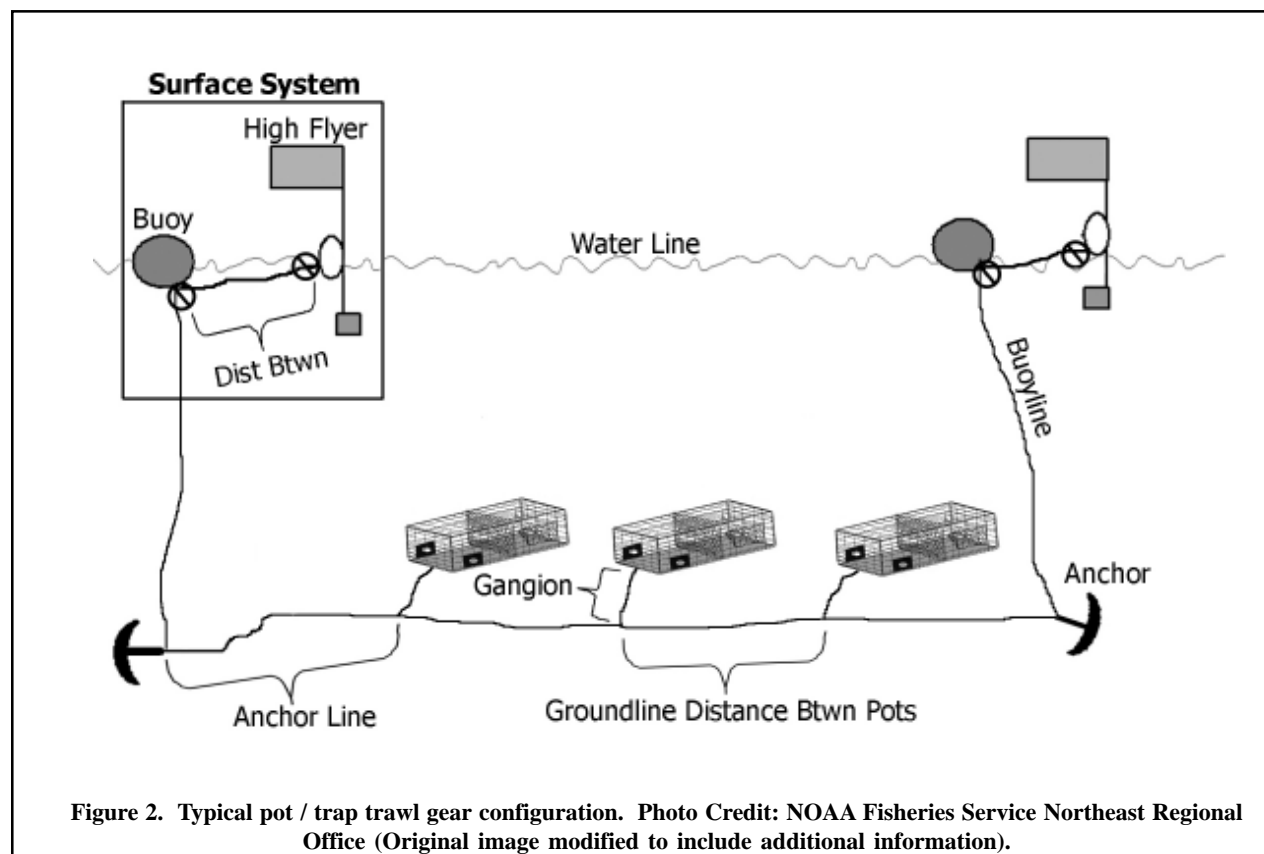 Surface System
High Flyer
Buoy
Water Line
Dist Btwn
Buoyline
Gangion
Anchor
Anchor Line
Groundline Distance Btwn Pots
Figure 2.  Typical pot / trap trawl gear configuration.  Photo Credit: NOAA Fisheries Service Northeast Regional
Office (Original image modified to include additional information).